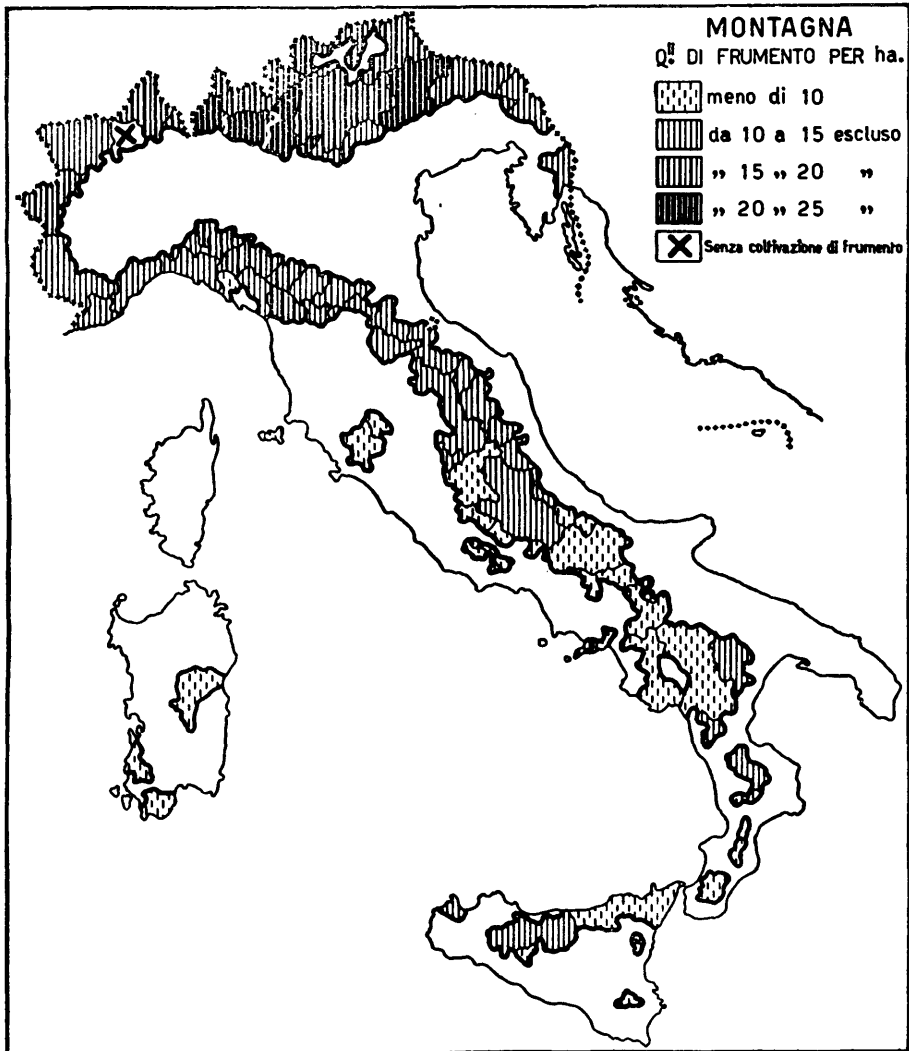 MONTAGNA
Q.li DI FRUMENTO PER ha.
meno di 10
da 10 a 15 escluso
„ 15 „ 20 „
„ 20 „ 25 „
Senza coltivazione di frumento